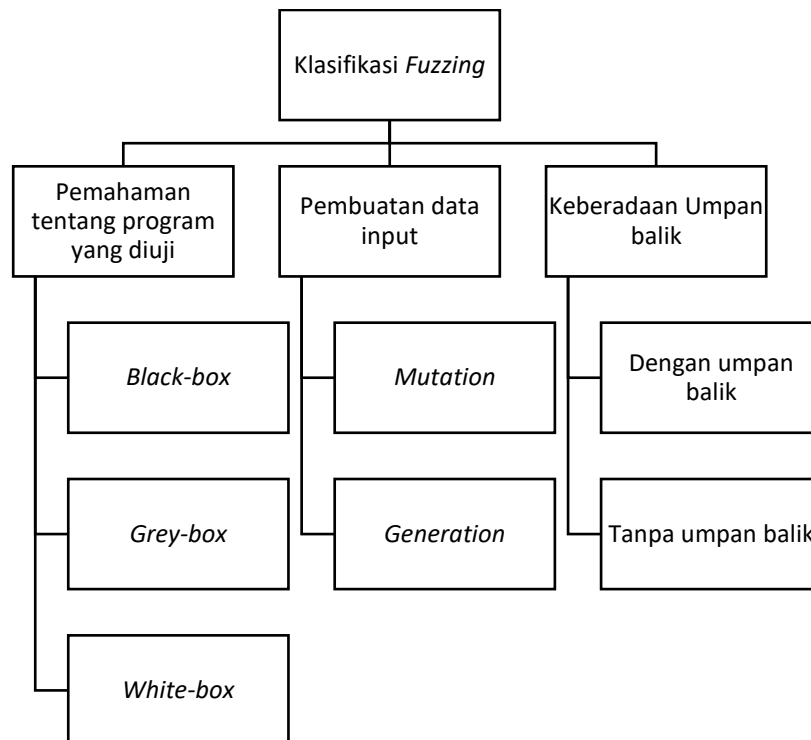 Klasifikasi Fuzzing
Pemahaman
tentang program
yang diuji
Pembuatan data
input
Keberadaan Umpan
balik
Black-box
Mutation
Dengan umpan
balik
Grey-box
Generation
Tanpa umpan balik
White-box